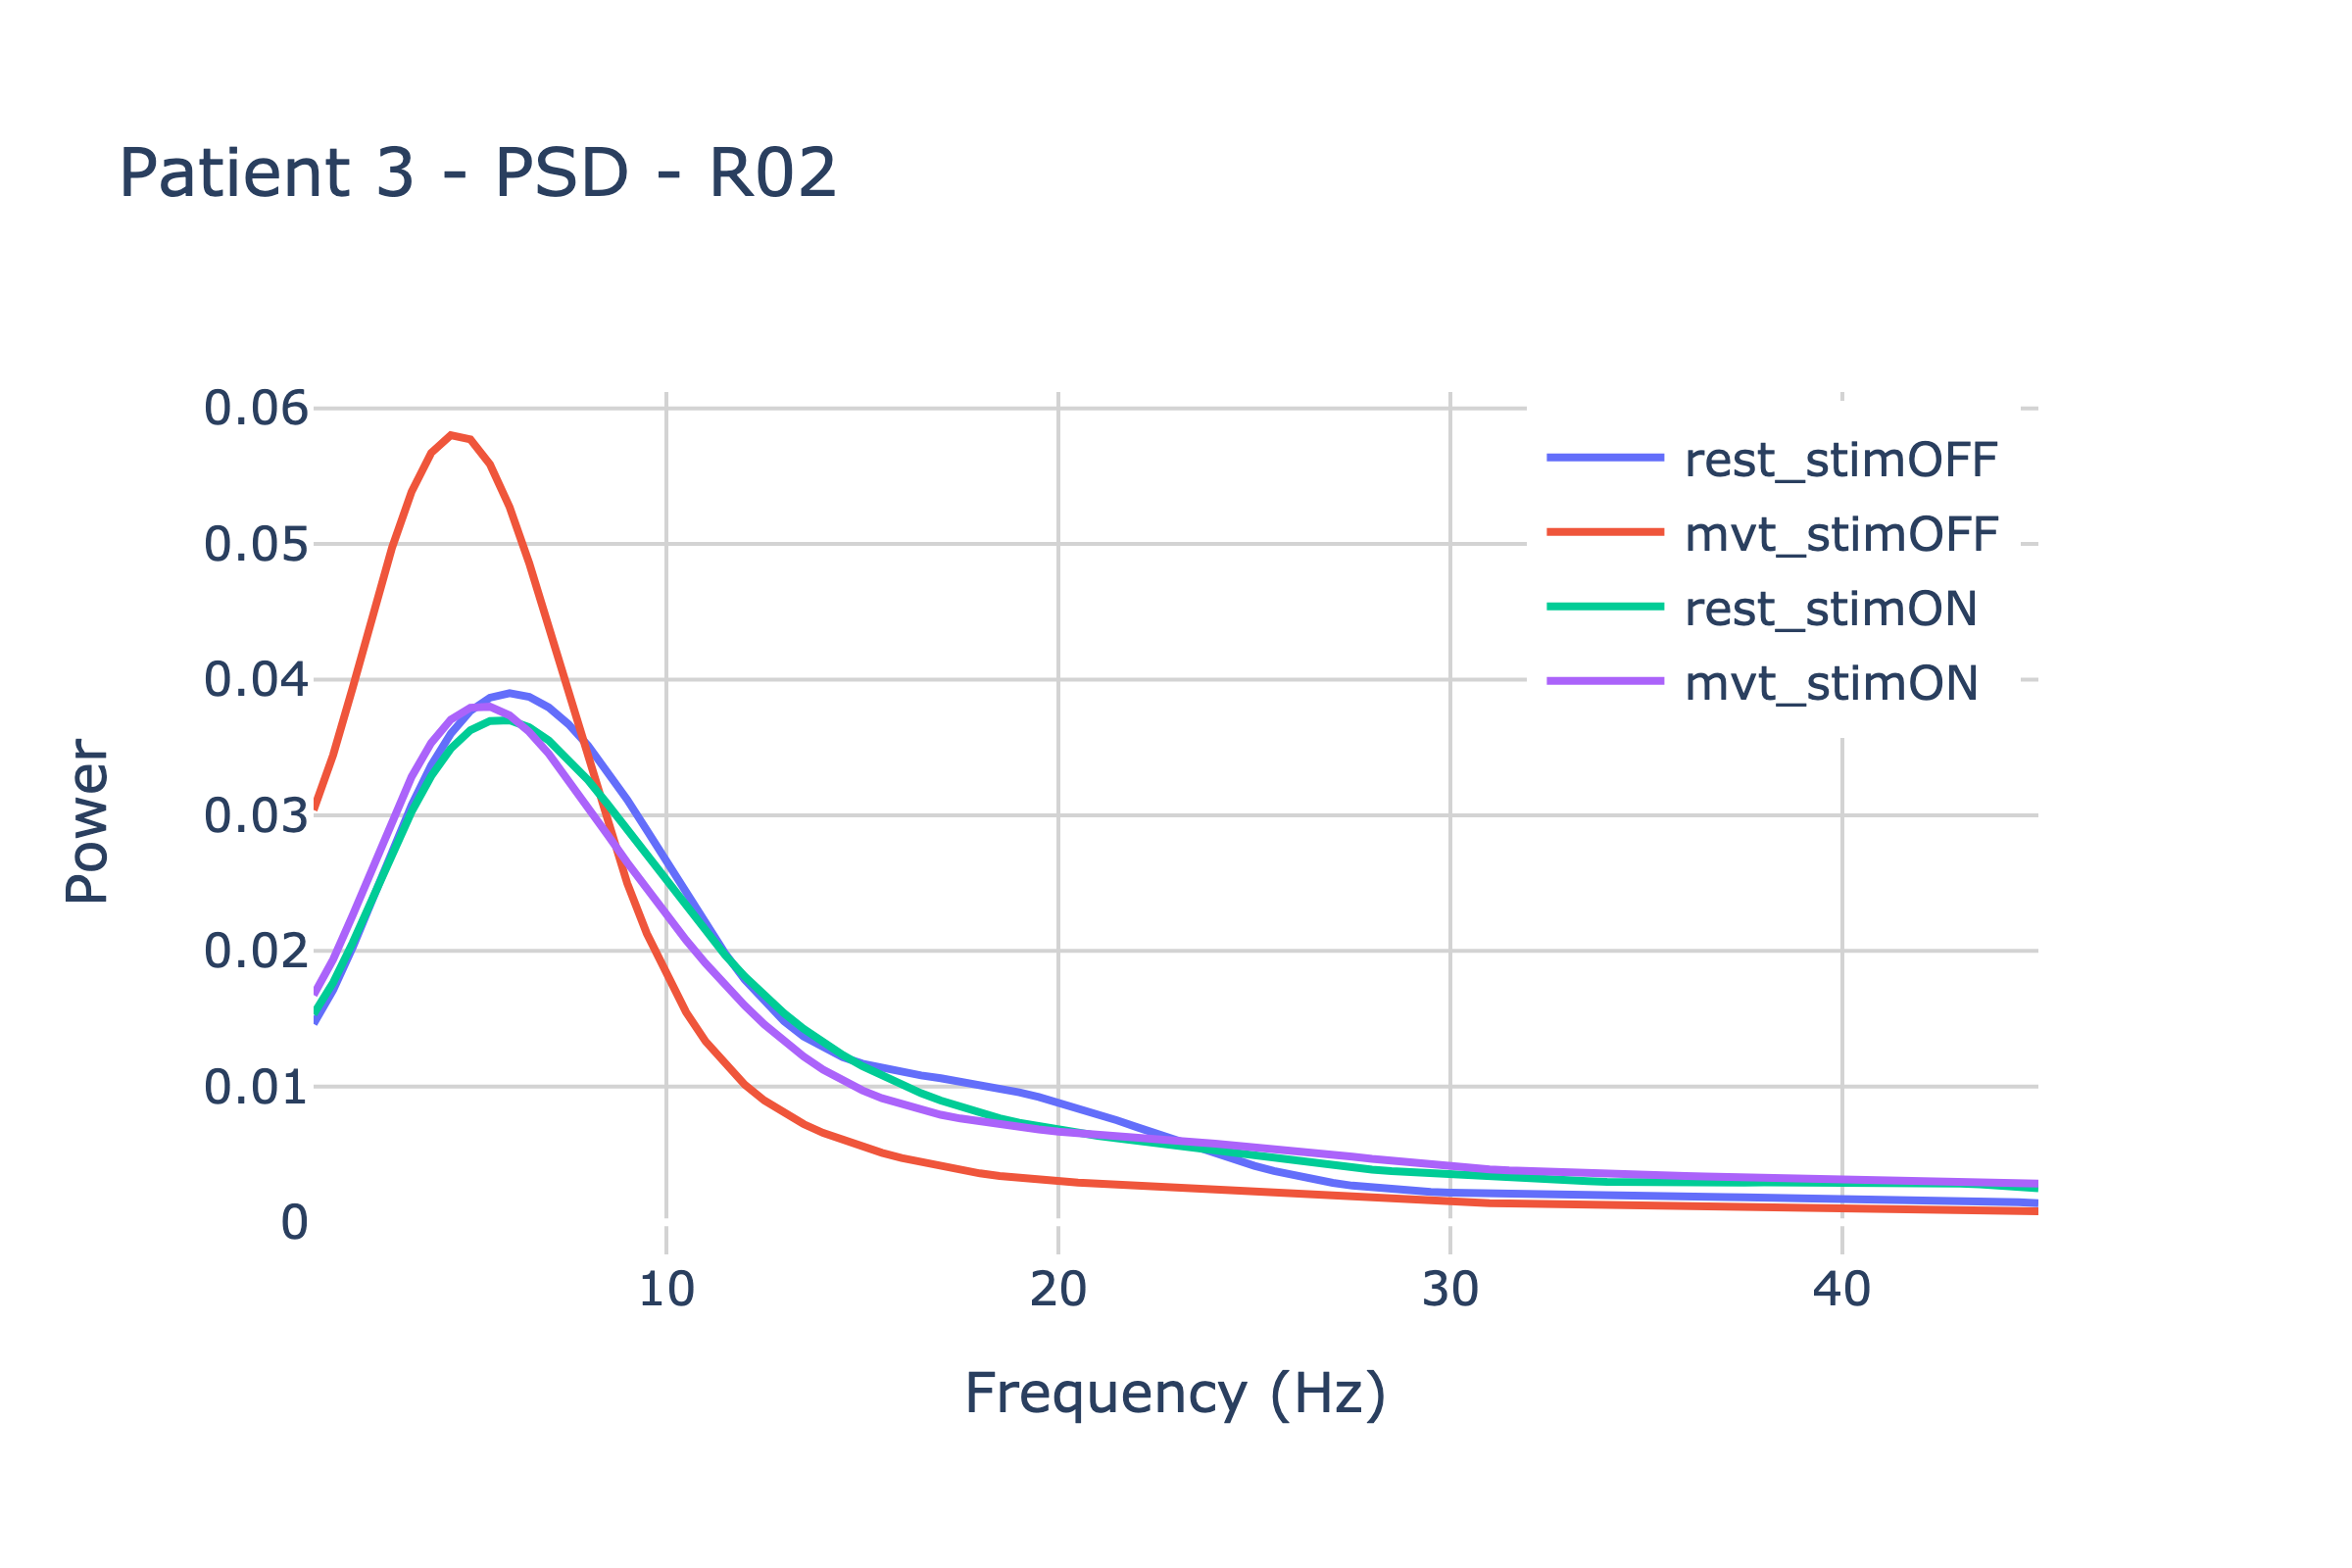 Patient 3 - PSD - R02
0.06
0.05
0.04
0.03
0.02
0.01
0
Power
rest_stimOFF
mvt_stimOFF
rest_stimON
mvt_stimON
10 20 30 40
Frequency (Hz)